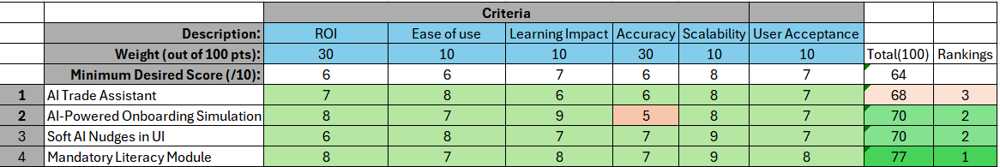 Criteria
Description: ROI Ease of use Learning Impact Accuracy Scalability User Acceptance
Weight (out of 100 pts): 30 10 10 30 10 10 Total(100) Rankings
Minimum Desired Score (/10): 6 6 7 6 8 7 64
1 AI Trade Assistant 7 8 6 6 8 7 68 3
2 AI-Powered Onboarding Simulation 8 7 9 5 8 7 70 2
3 Soft AI Nudges in UI 6 8 7 7 9 7 70 2
4 Mandatory Literacy Module 8 7 8 7 9 8 77 1